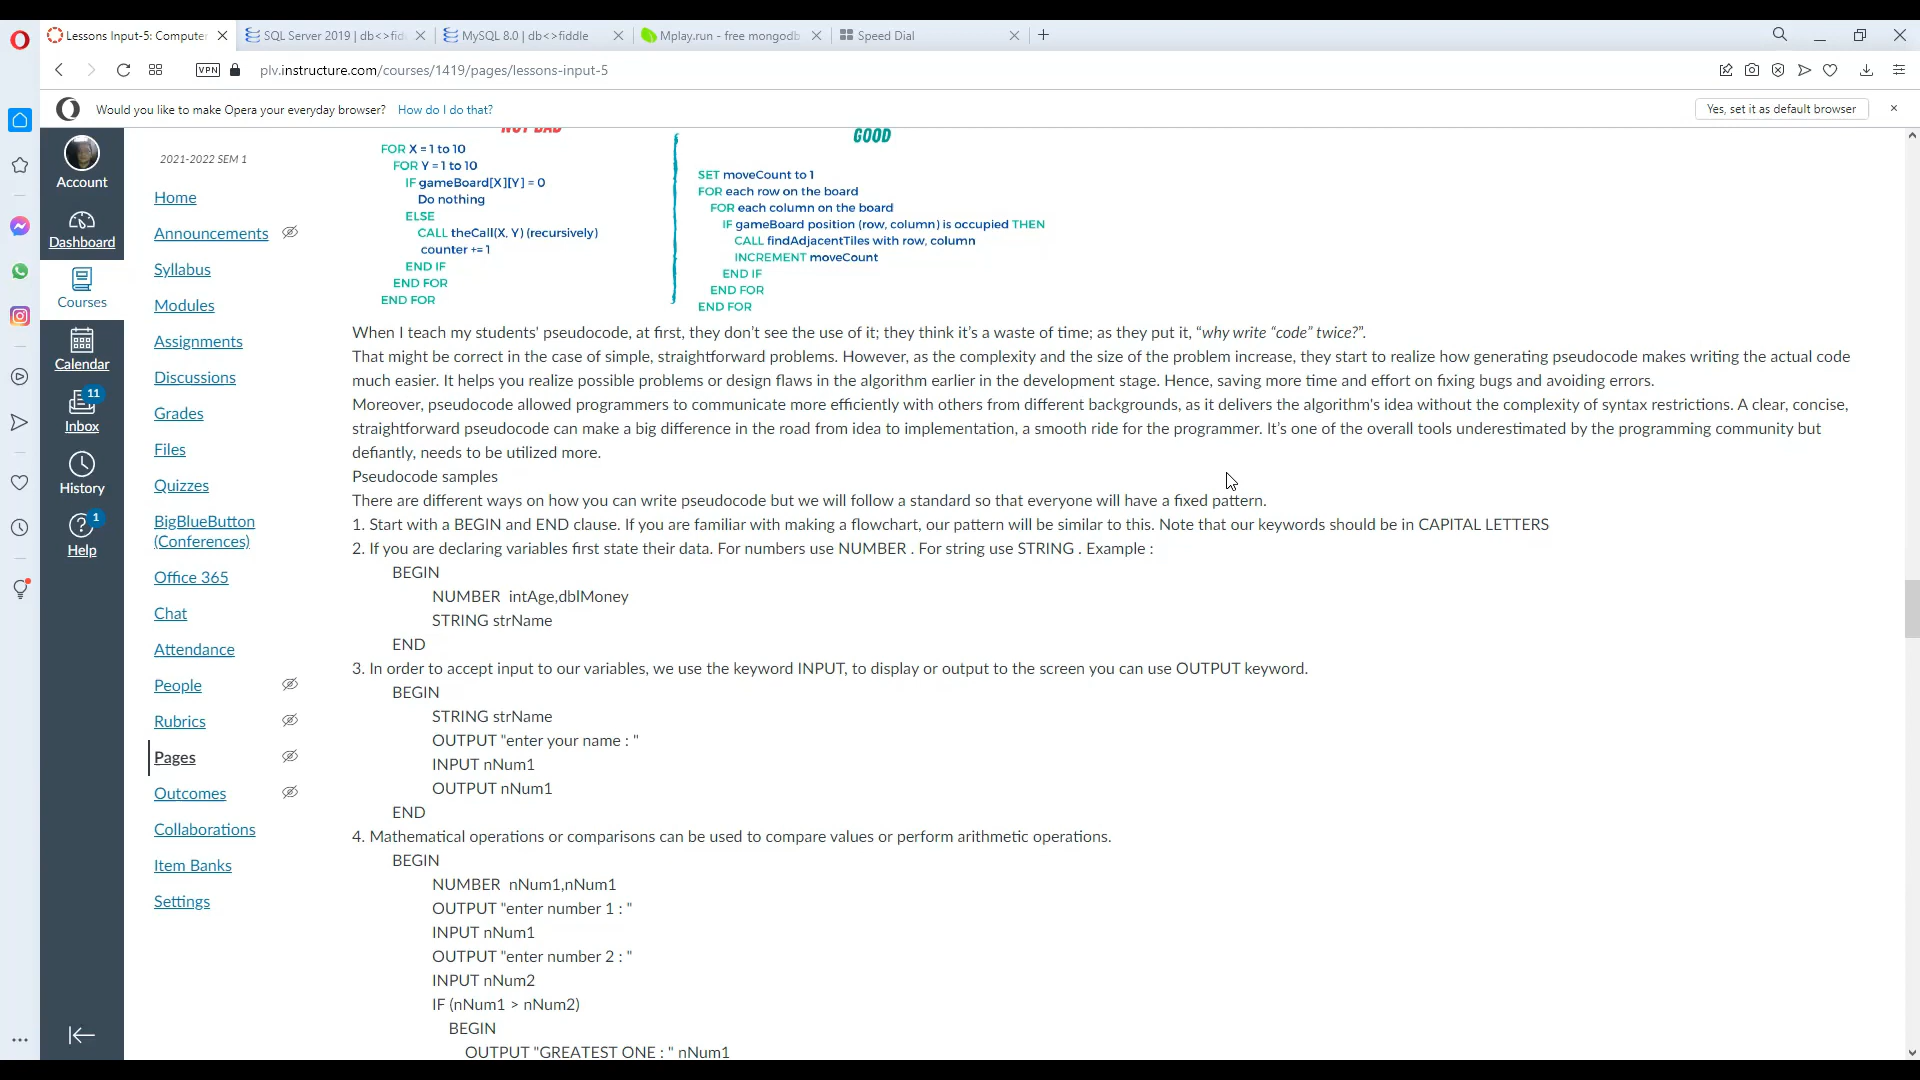 Lessons Input-5: Computer
SQL Server 2019 | db<>fid
MySQL 8.0 | db<>fiddle
Mplay.run - free mongodb
Speed Dial
VPN
plv.instructure.com/courses/1419/pages/lessons-input-5
Would you like to make Opera your everyday browser? How do I do that?
Yes, set it as default browser
Account
Dashboard
Courses
Calendar
11
Inbox
History
1
Help
2021-2022 SEM 1
Home
Announcements
Syllabus
Modules
Assignments
Discussions
Grades
Files
Quizzes
BigBlueButton
(Conferences)
Office 365
Chat
Attendance
People
Rubrics
Pages
Outcomes
Collaborations
Item Banks
Settings
NOT BAD
FOR X = 1 to 10
FOR Y = 1 to 10
IF gameBoard[X][Y] = 0
Do nothing
ELSE
CALL theCall(X, Y) (recursively)
counter += 1
END IF
END FOR
END FOR
GOOD
SET moveCount to 1
FOR each row on the board
FOR each column on the board
IF gameBoard position (row, column) is occupied THEN
CALL findAdjacentTiles with row, column
INCREMENT moveCount
END IF
END FOR
END FOR
When I teach my students' pseudocode, at first, they don't see the use of it; they think it's a waste of time; as they put it, “why write “code” twice?”.
That might be correct in the case of simple, straightforward problems. However, as the complexity and the size of the problem increase, they start to realize how generating pseudocode makes writing the actual code
much easier. It helps you realize possible problems or design flaws in the algorithm earlier in the development stage. Hence, saving more time and effort on fixing bugs and avoiding errors.
Moreover, pseudocode allowed programmers to communicate more efficiently with others from different backgrounds, as it delivers the algorithm's idea without the complexity of syntax restrictions. A clear, concise,
straightforward pseudocode can make a big difference in the road from idea to implementation, a smooth ride for the programmer. It's one of the overall tools underestimated by the programming community but
defiantly, needs to be utilized more.
Pseudocode samples
There are different ways on how you can write pseudocode but we will follow a standard so that everyone will have a fixed pattern.
1. Start with a BEGIN and END clause. If you are familiar with making a flowchart, our pattern will be similar to this. Note that our keywords should be in CAPITAL LETTERS
2. If you are declaring variables first state their data. For numbers use NUMBER . For string use STRING . Example :
BEGIN
NUMBER intAge,dblMoney
STRING strName
END
3. In order to accept input to our variables, we use the keyword INPUT, to display or output to the screen you can use OUTPUT keyword.
BEGIN
STRING strName
OUTPUT "enter your name : "
INPUT nNum1
OUTPUT nNum1
END
4. Mathematical operations or comparisons can be used to compare values or perform arithmetic operations.
BEGIN
NUMBER nNum1,nNum1
OUTPUT "enter number 1 : "
INPUT nNum1
OUTPUT "enter number 2 : "
INPUT nNum2
IF (nNum1 > nNum2)
BEGIN
OUTPUT "GREATEST ONE : " nNum1